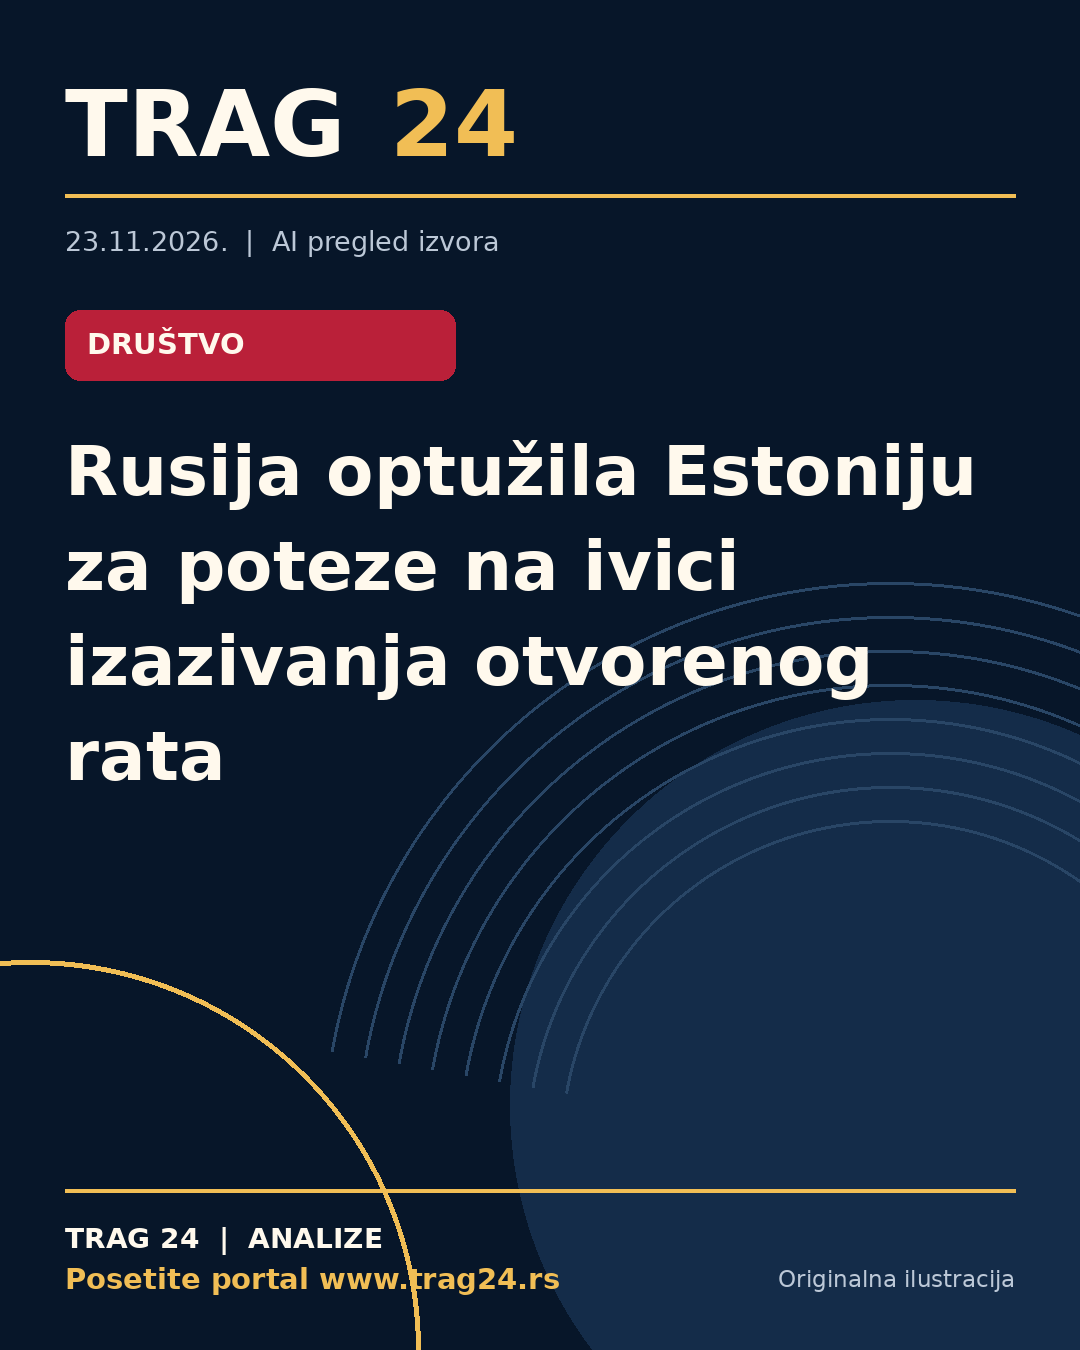 TRAG 24
23.11.2026. | AI pregled izvora
DRUŠTVO
Rusija optužila Estoniju
za poteze na ivici
izazivanja otvorenog
rata
TRAG 24 | ANALIZE
Posetite portal www.trag24.rs
Originalna ilustracija